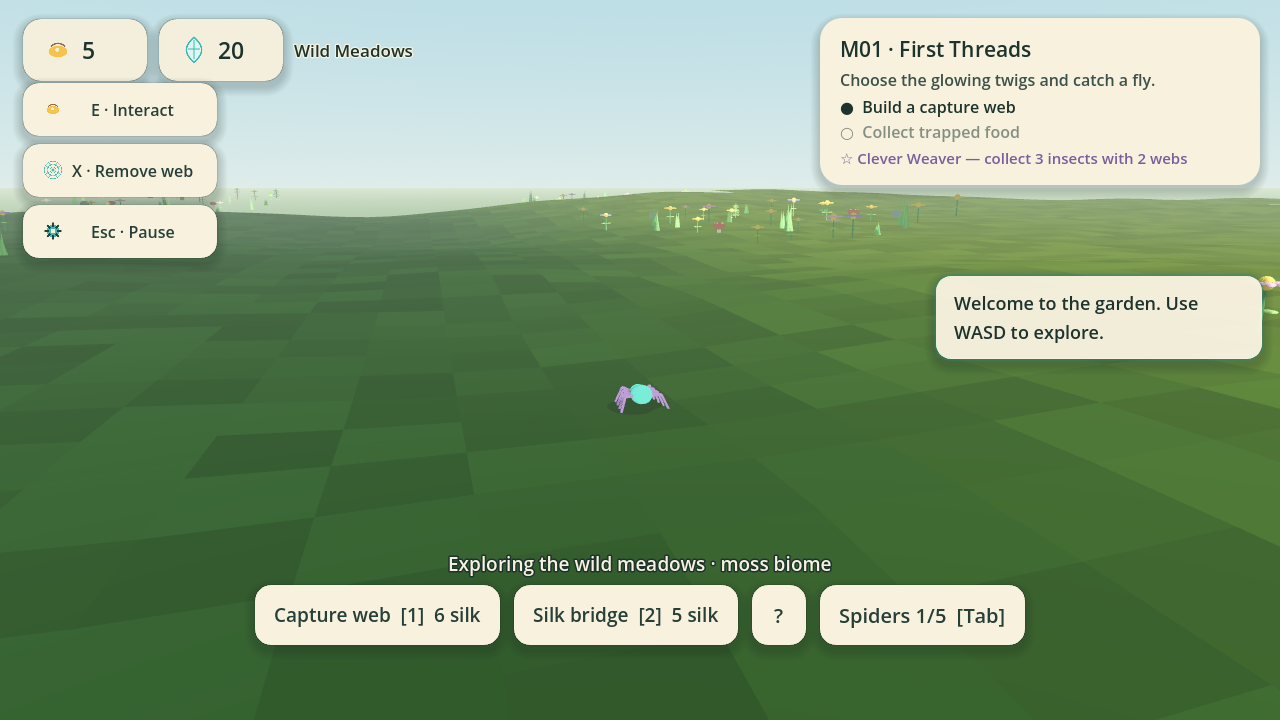 5
20
Wild Meadows
E · Interact
X · Remove web
Esc · Pause
M01 · First Threads
Choose the glowing twigs and catch a fly.
● Build a capture web
○ Collect trapped food
☆ Clever Weaver — collect 3 insects with 2 webs
Welcome to the garden. Use
WASD to explore.
Exploring the wild meadows · moss biome
Capture web [1] 6 silk
Silk bridge [2] 5 silk
?
Spiders 1/5 [Tab]